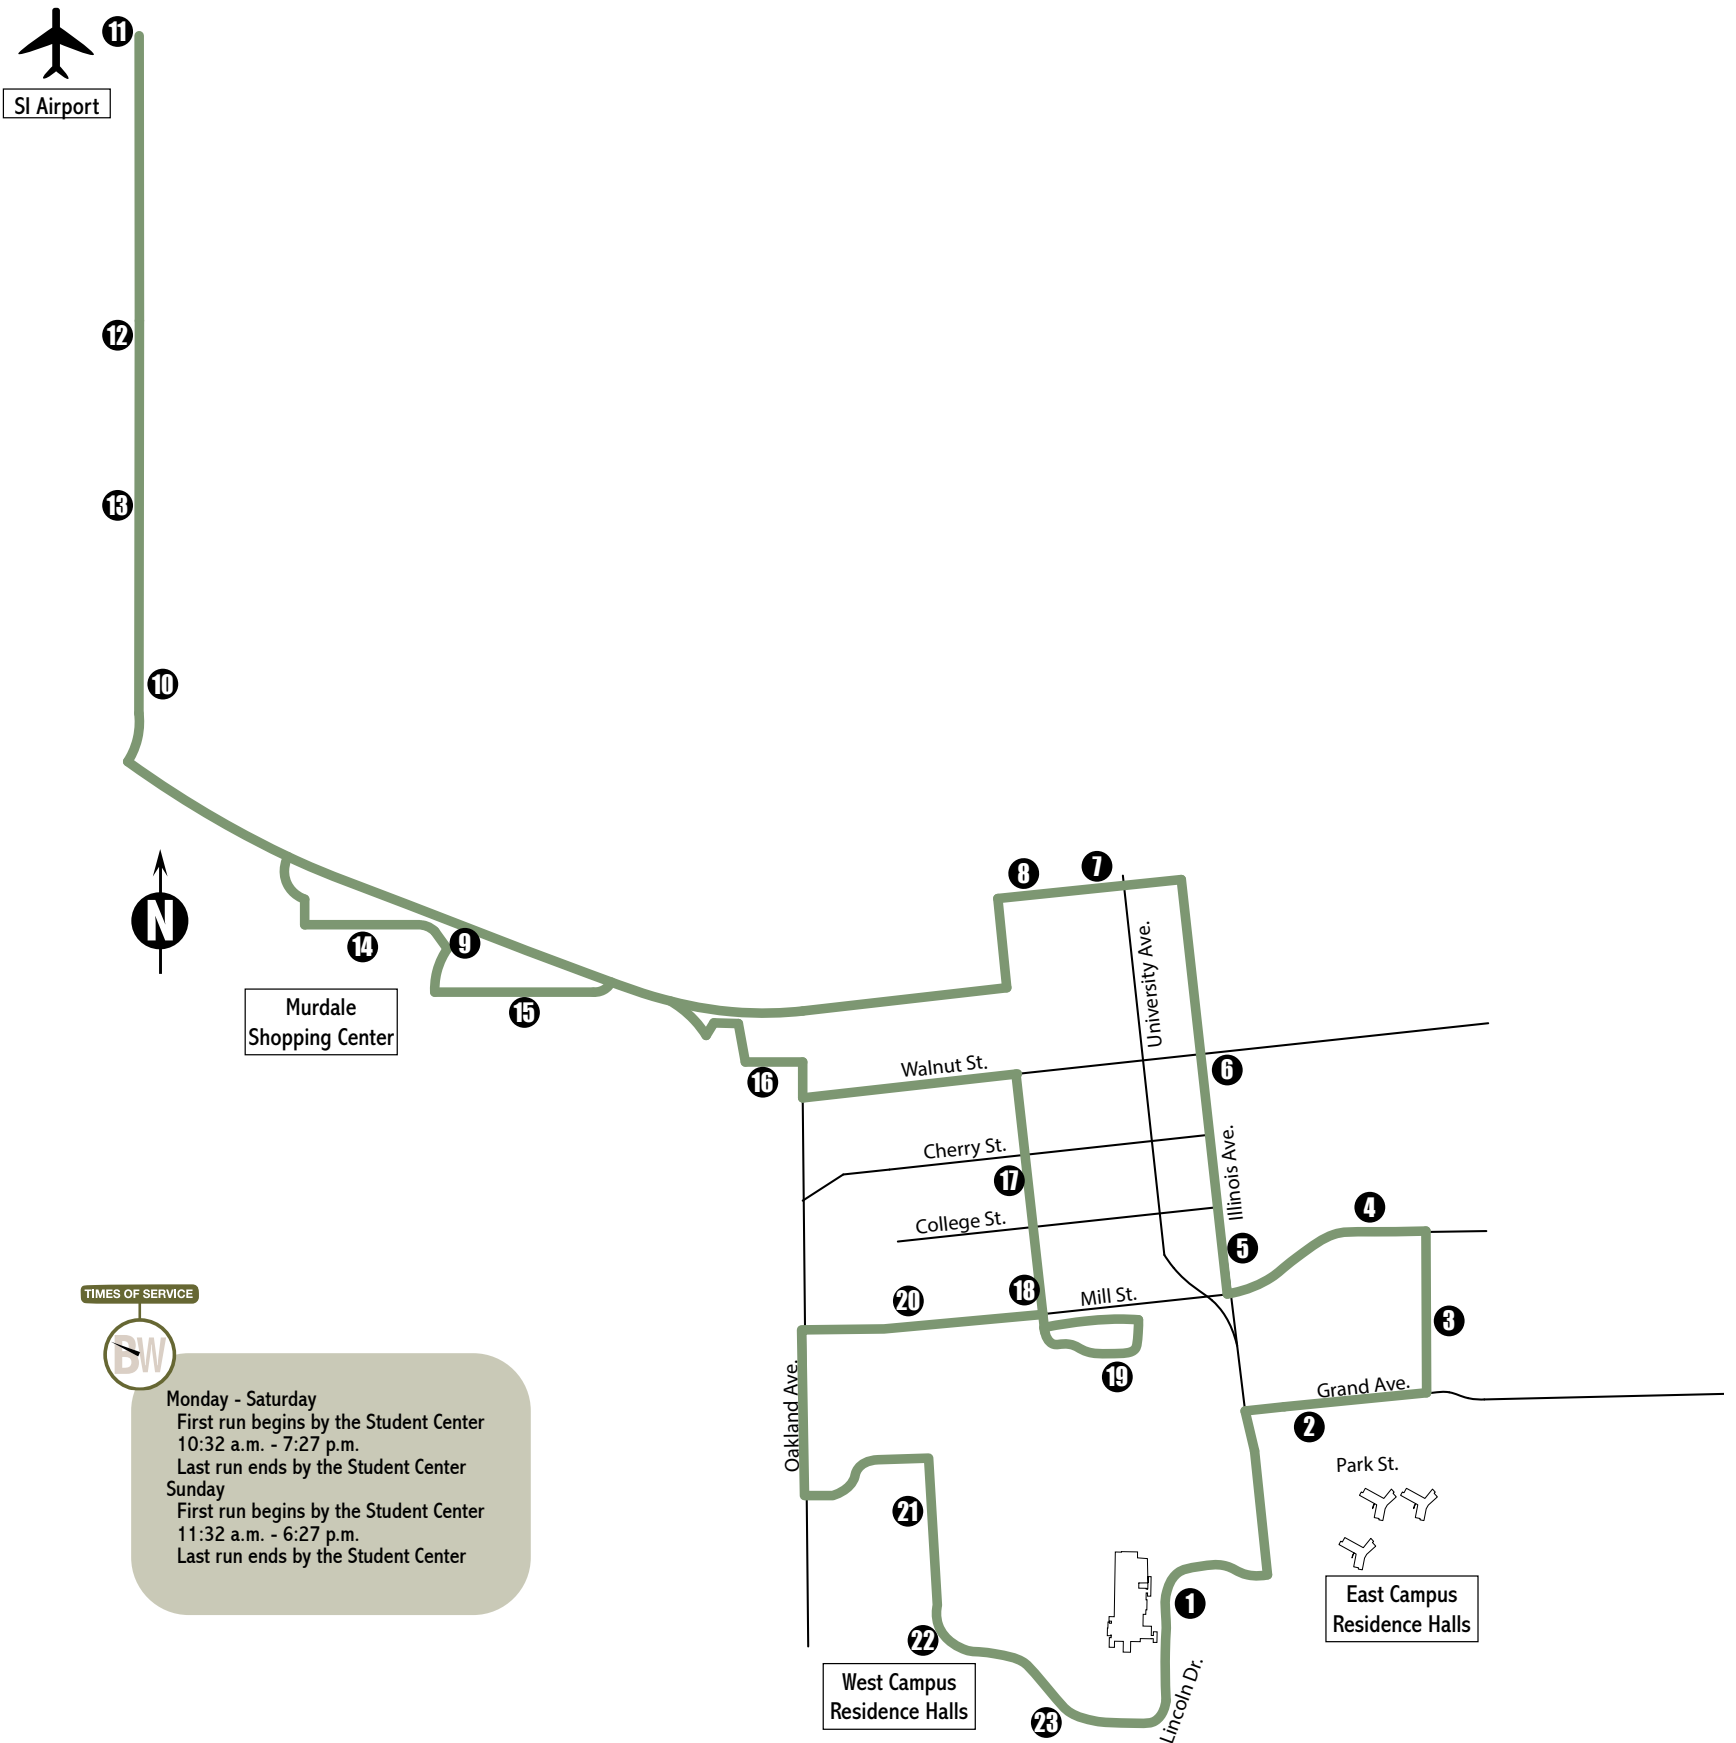 11
SI Airport
12
13
10
N
14
9
15
Murdale
Shopping Center
8
7
University Ave.
6
Walnut St.
16
Cherry St.
17
Illinois Ave.
College St.
4
5
18
20
Mill St.
3
19
Grand Ave.
2
Oakland Ave.
Park St.
21
1
East Campus
Residence Halls
22
West Campus
Residence Halls
23
Lincoln Dr.
TIMES OF SERVICE
BW
Monday - Saturday
First run begins by the Student Center
10:32 a.m. - 7:27 p.m.
Last run ends by the Student Center
Sunday
First run begins by the Student Center
11:32 a.m. - 6:27 p.m.
Last run ends by the Student Center